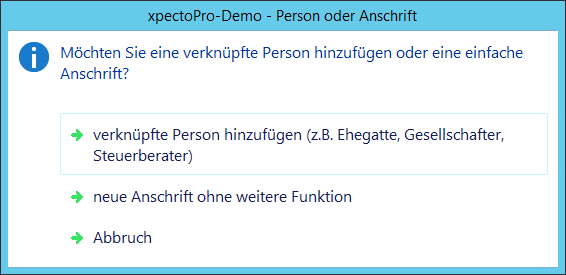 xpectoPro-Demo - Person oder Anschrift
Möchten Sie eine verknüpfte Person hinzufügen oder eine einfache
Anschrift?
verknüpfte Person hinzufügen (z.B. Ehegatte, Gesellschafter,
Steuerberater)
neue Anschrift ohne weitere Funktion
Abbruch